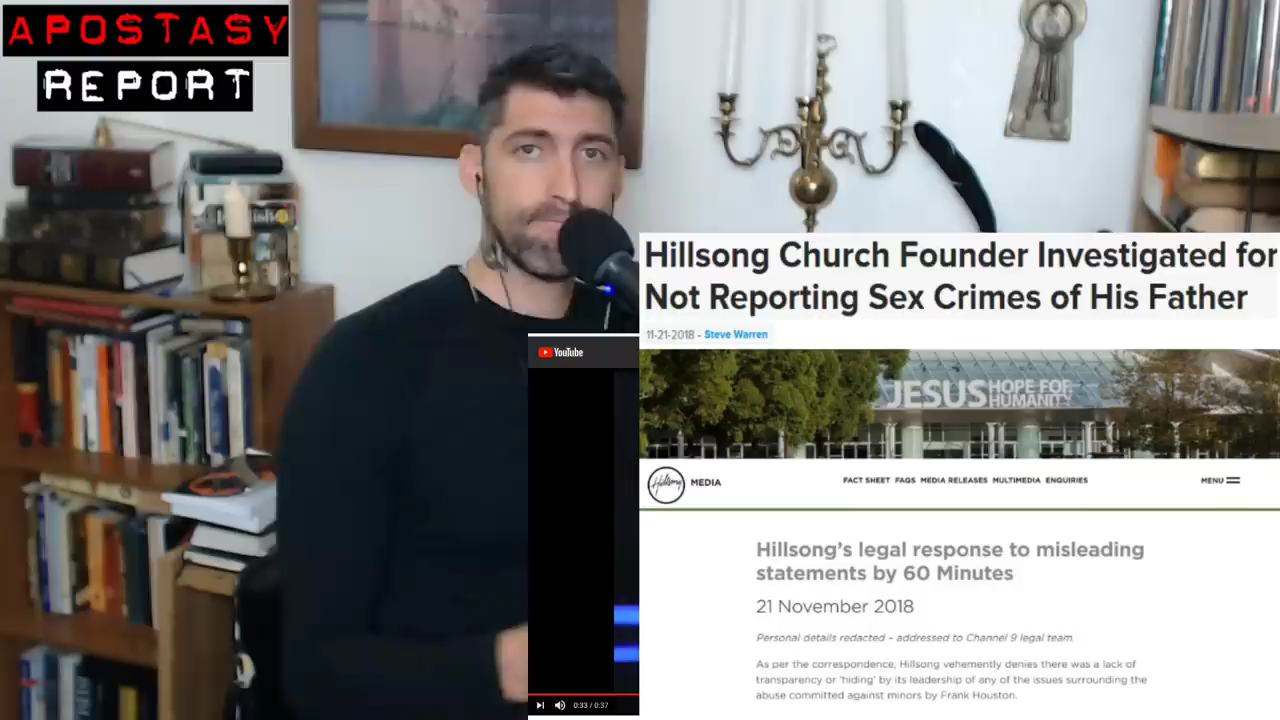 APOSTASY
REPORT
Hillsong Church Founder Investigated for
Not Reporting Sex Crimes of His Father
11-21-2018 - Steve Warren
JESUS HOPE FOR
HUMANITY
YouTube
Hillsong MEDIA
FACT SHEET FAQS MEDIA RELEASES MULTIMEDIA ENQUIRIES
MENU
Hillsong's legal response to misleading
statements by 60 Minutes
21 November 2018
Personal details redacted – addressed to Channel 9 legal team.
As per the correspondence, Hillsong vehemently denies there was a lack of
transparency or 'hiding' by its leadership of any of the issues surrounding the
abuse committed against minors by Frank Houston.
0:33 / 0:37